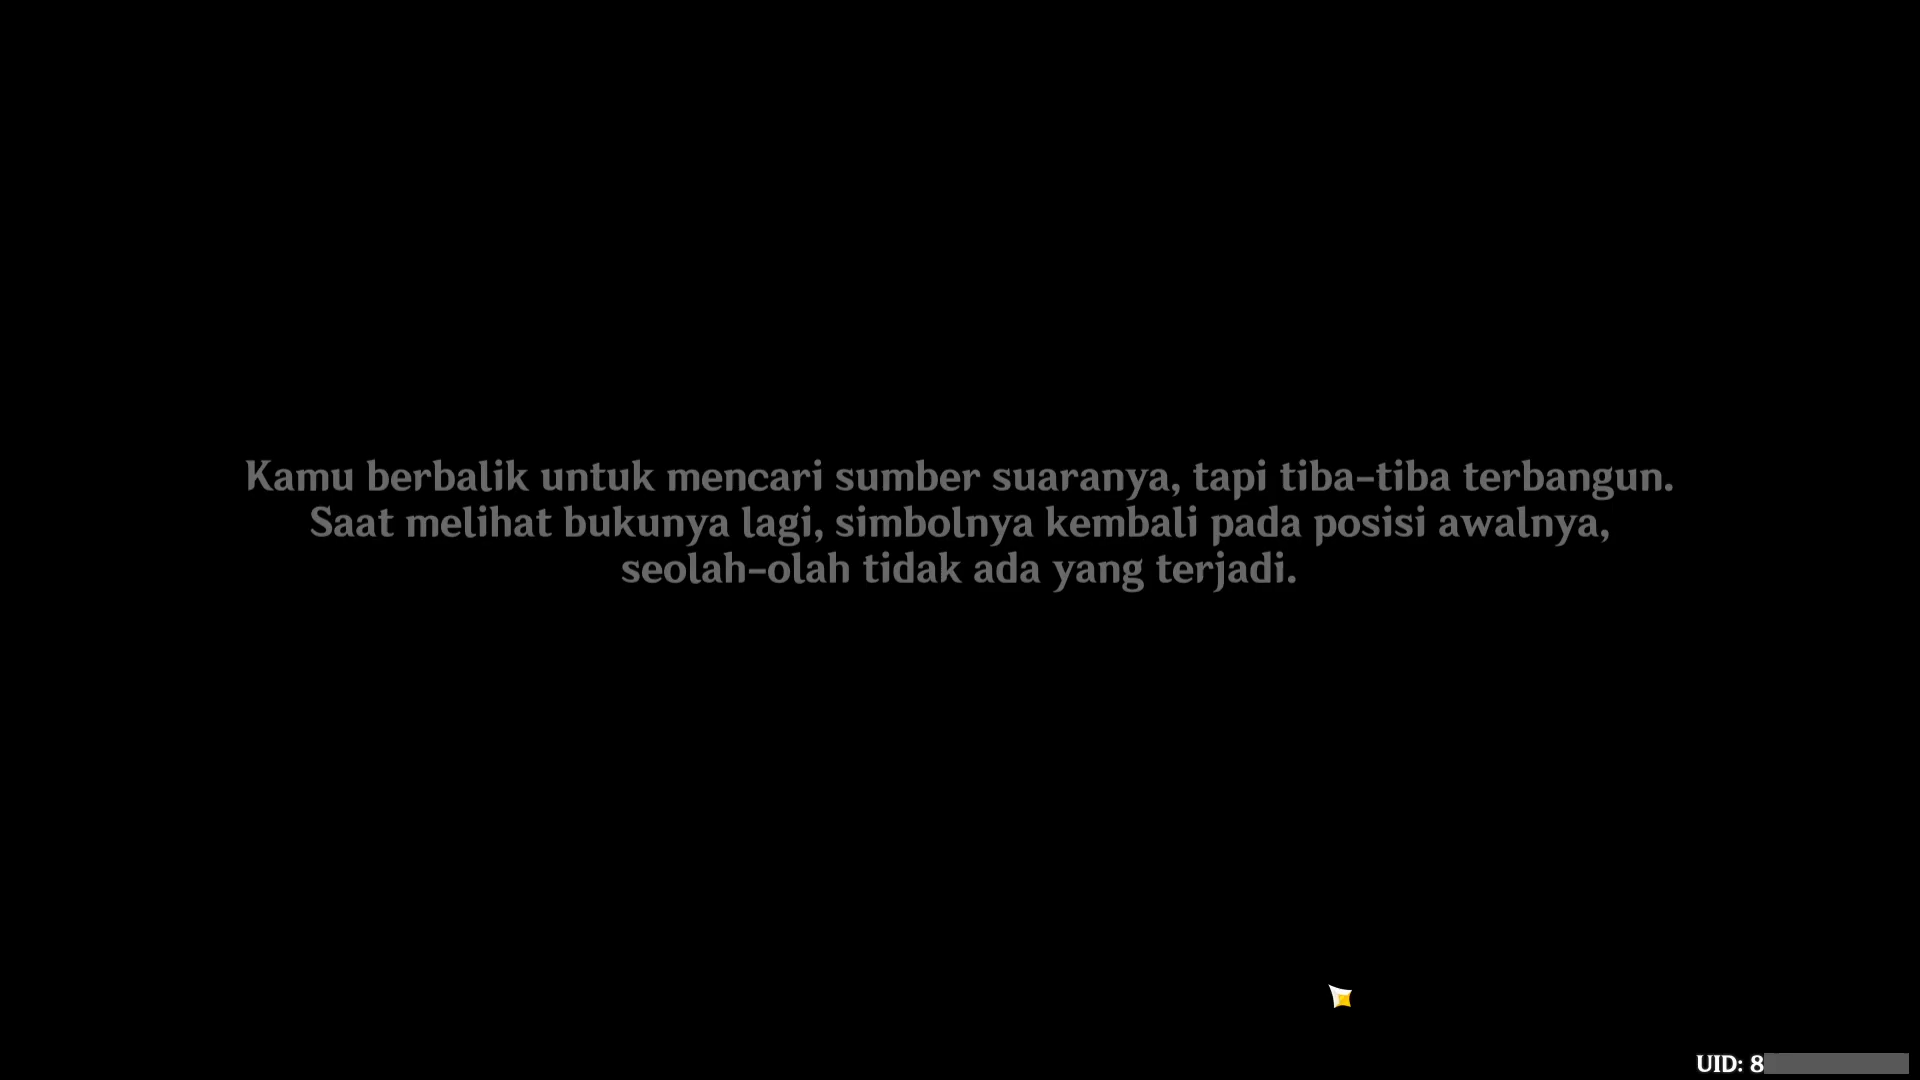 Kamu berbalik untuk mencari sumber suaranya, tapi tiba-tiba terbangun.
Saat melihat bukunya lagi, simbolnya kembali pada posisi awalnya,
seolah-olah tidak ada yang terjadi.
UID: 8